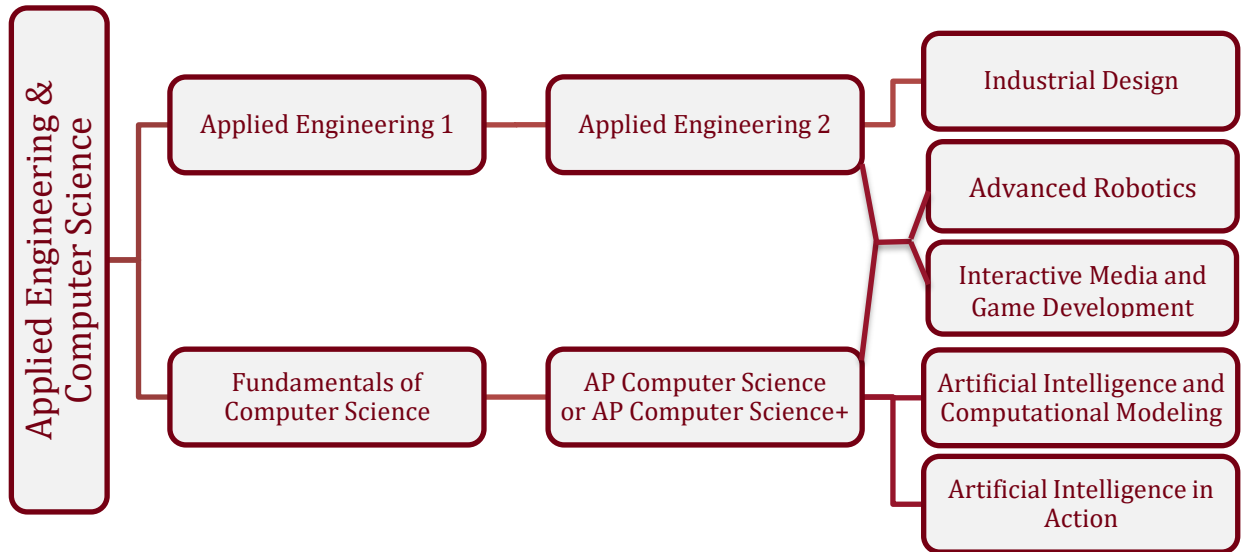 Applied Engineering &
Computer Science
Applied Engineering 1
Applied Engineering 2
Industrial Design
Advanced Robotics
Interactive Media and
Game Development
Fundamentals of
Computer Science
AP Computer Science
or AP Computer Science+
Artificial Intelligence and
Computational Modeling
Artificial Intelligence in
Action